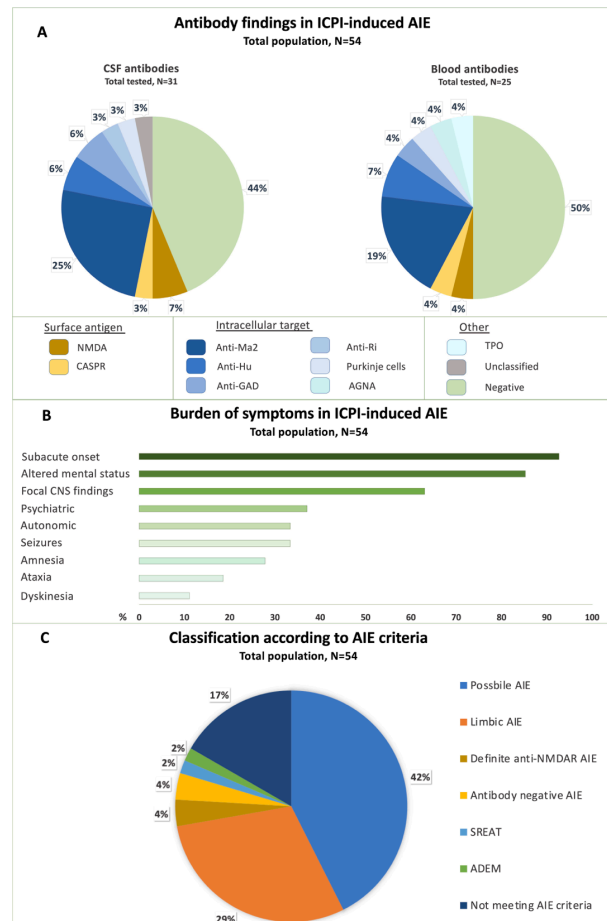 A
Antibody findings in ICPI-induced AIE
Total population, N=54
CSF antibodies
Total tested, N=31
3%
3%
3%
6%
6%
25%
3%
7%
44%
Blood antibodies
Total tested, N=25
4%
4%
4%
4%
7%
19%
4%
4%
50%
Surface antigen
NMDA
CASPR
Intracellular target
Anti-Ma2
Anti-Hu
Anti-GAD
Anti-Ri
Purkinje cells
AGNA
Other
TPO
Unclassified
Negative
B
Burden of symptoms in ICPI-induced AIE
Total population, N=54
Subacute onset
Altered mental status
Focal CNS findings
Psychiatric
Autonomic
Seizures
Amnesia
Ataxia
Dyskinesia
% 0 10 20 30 40 50 60 70 80 90 100
C
Classification according to AIE criteria
Total population, N=54
17%
2%
2%
4%
4%
29%
42%
Possbile AIE
Limbic AIE
Definite anti-NMDAR AIE
Antibody negative AIE
SREAT
ADEM
Not meeting AIE criteria